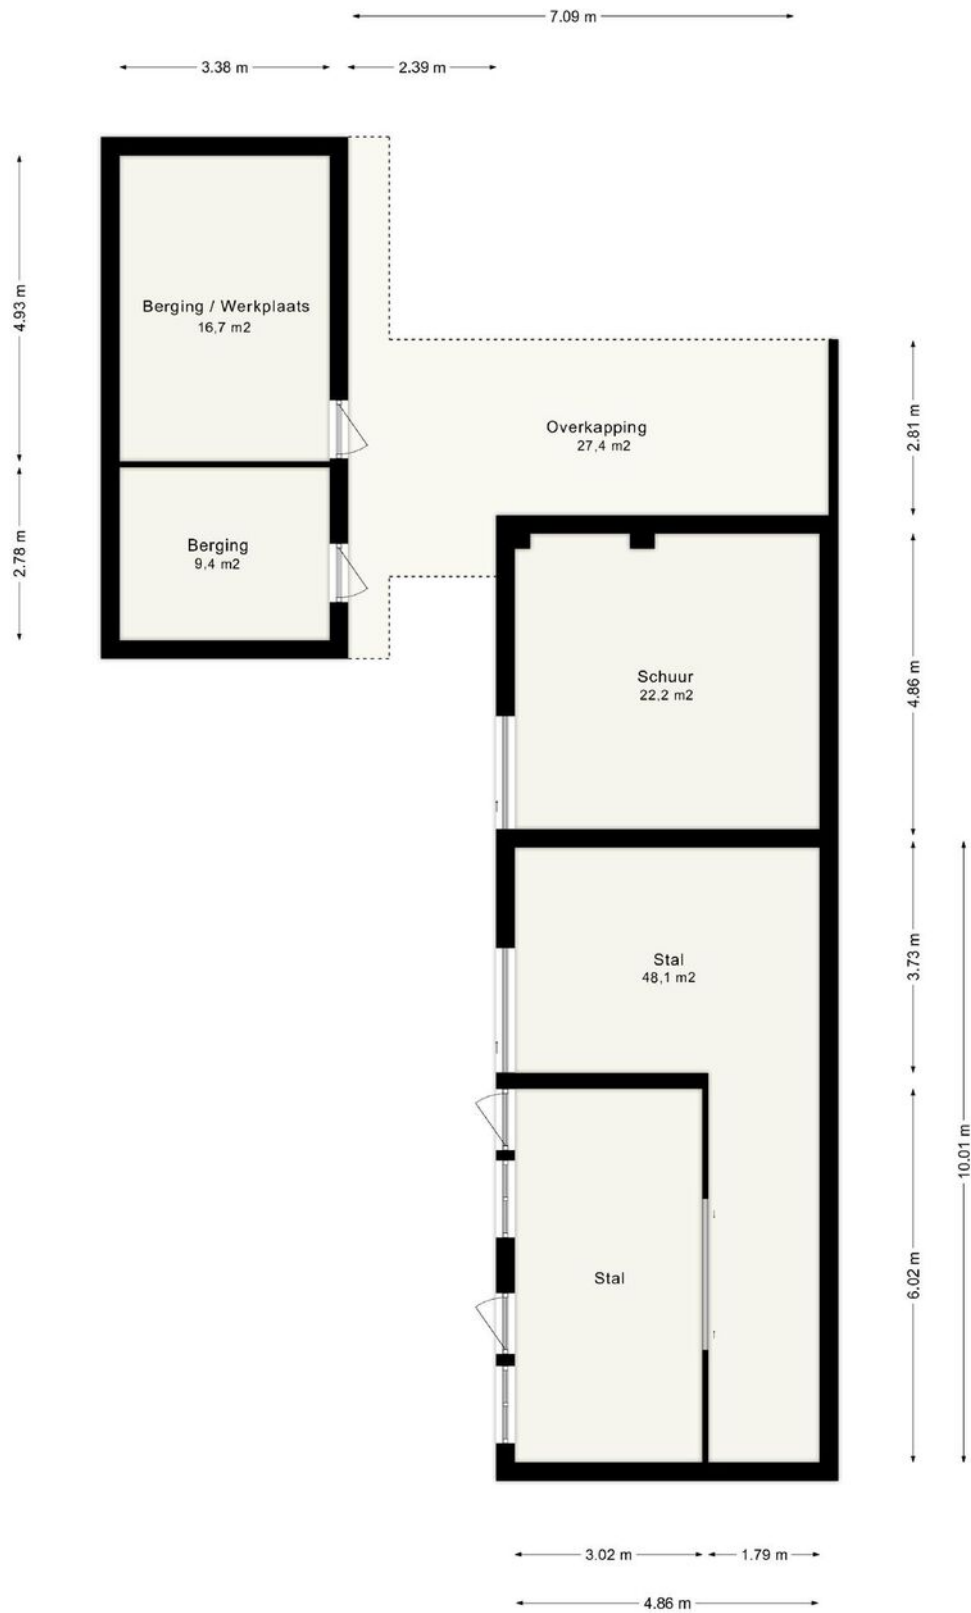 7.09 m
3.38 m
2.39 m
4.93 m
Berging / Werkplaats
16,7 m2
Overkapping
27,4 m2
2.81 m
2.78 m
Berging
9,4 m2
Schuur
22,2 m2
4.86 m
Stal
48,1 m2
3.73 m
10.01 m
Stal
6.02 m
3.02 m
1.79 m
4.86 m